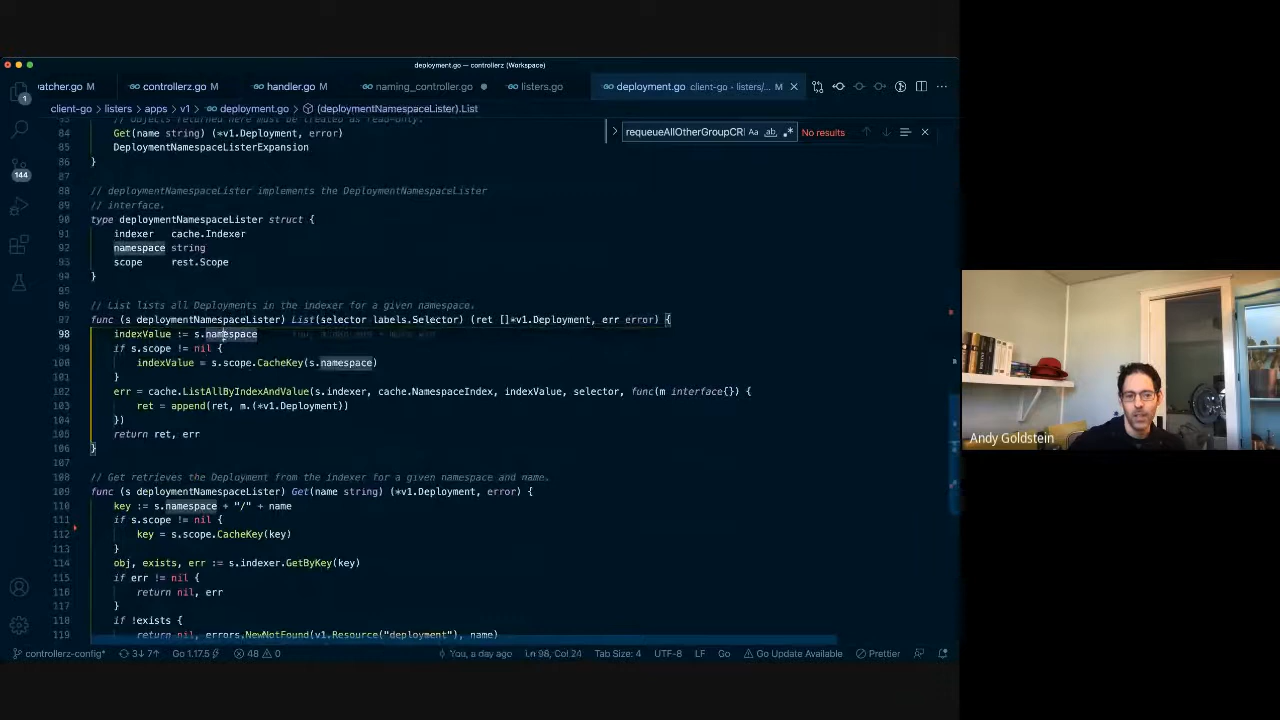 deployment.go — controllerz (Workspace)
vatcher.go M
controllerz.go M
handler.go M
naming_controller.go
listers.go
deployment.go client-go › listers/... M
client-go › listers › apps › v1 › deployment.go › (deploymentNamespaceLister).List
requeueAllOtherGroupCR
No results
// Objects returned here must be treated as read-only.
84 Get(name string) (*v1.Deployment, error)
85 DeploymentNamespaceListerExpansion
86 }
87
88 // deploymentNamespaceLister implements the DeploymentNamespaceLister
89 // interface.
90 type deploymentNamespaceLister struct {
91 indexer cache.Indexer
92 namespace string
93 scope rest.Scope
94 }
96 // List lists all Deployments in the indexer for a given namespace.
97 func (s deploymentNamespaceLister) List(selector labels.Selector) (ret []*v1.Deployment, err error) {
98 indexValue := s.namespace
99 if s.scope != nil {
100 indexValue = s.scope.CacheKey(s.namespace)
101 }
102 err = cache.ListAllByIndexAndValue(s.indexer, cache.NamespaceIndex, indexValue, selector, func(m interface{}) {
103 ret = append(ret, m.(*v1.Deployment))
104 })
105 return ret, err
106 }
107
108 // Get retrieves the Deployment from the indexer for a given namespace and name.
109 func (s deploymentNamespaceLister) Get(name string) (*v1.Deployment, error) {
110 key := s.namespace + "/" + name
111 if s.scope != nil {
112 key = s.scope.CacheKey(key)
113 }
114 obj, exists, err := s.indexer.GetByKey(key)
115 if err != nil {
116 return nil, err
117 }
118 if !exists {
119 return nil, errors.NewNotFound(v1.Resource("deployment"), name)
1
144
controllerz-config* 3↓ 7↑ Go 1.17.5 48 0
You, a day ago Ln 98, Col 24 Tab Size: 4 UTF-8 LF Go Go Update Available Prettier
Andy Goldstein